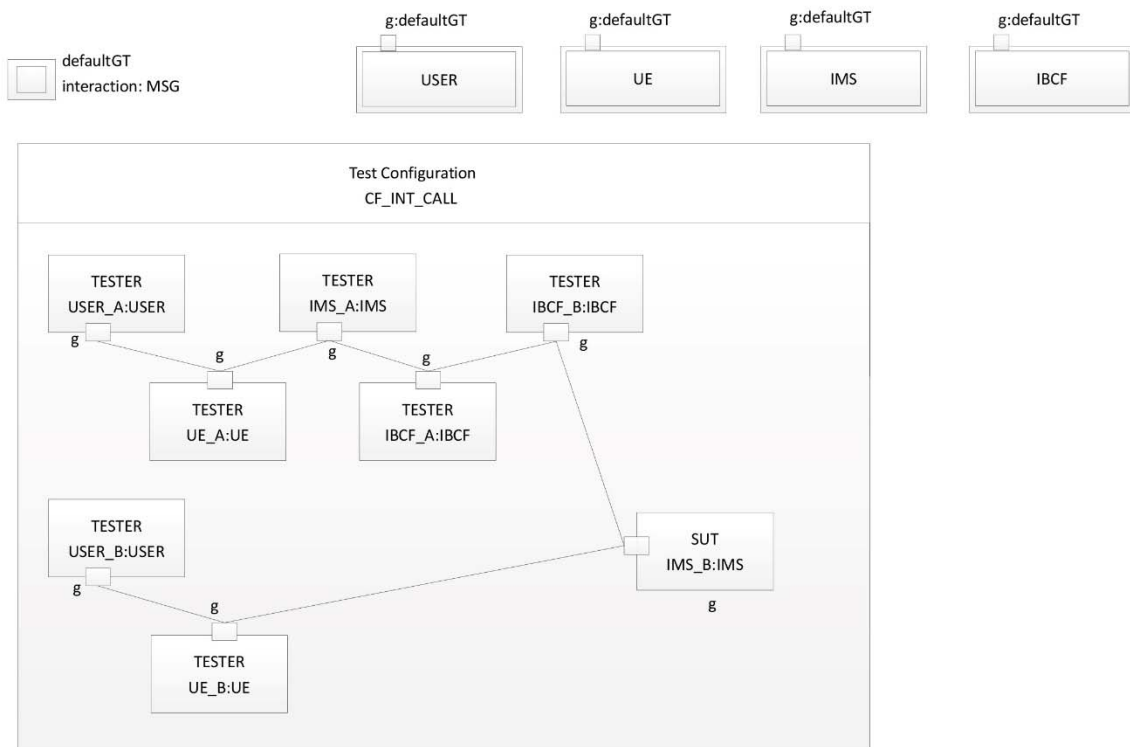 g:defaultGT
g:defaultGT
g:defaultGT
g:defaultGT
defaultGT
interaction: MSG
USER
UE
IMS
IBCF
Test Configuration
CF_INT_CALL
TESTER
USER_A:USER
g
TESTER
IMS_A:IMS
g
TESTER
IBCF_B:IBCF
g
g
TESTER
UE_A:UE
g
TESTER
IBCF_A:IBCF
TESTER
USER_B:USER
g
SUT
IMS_B:IMS
g
g
TESTER
UE_B:UE